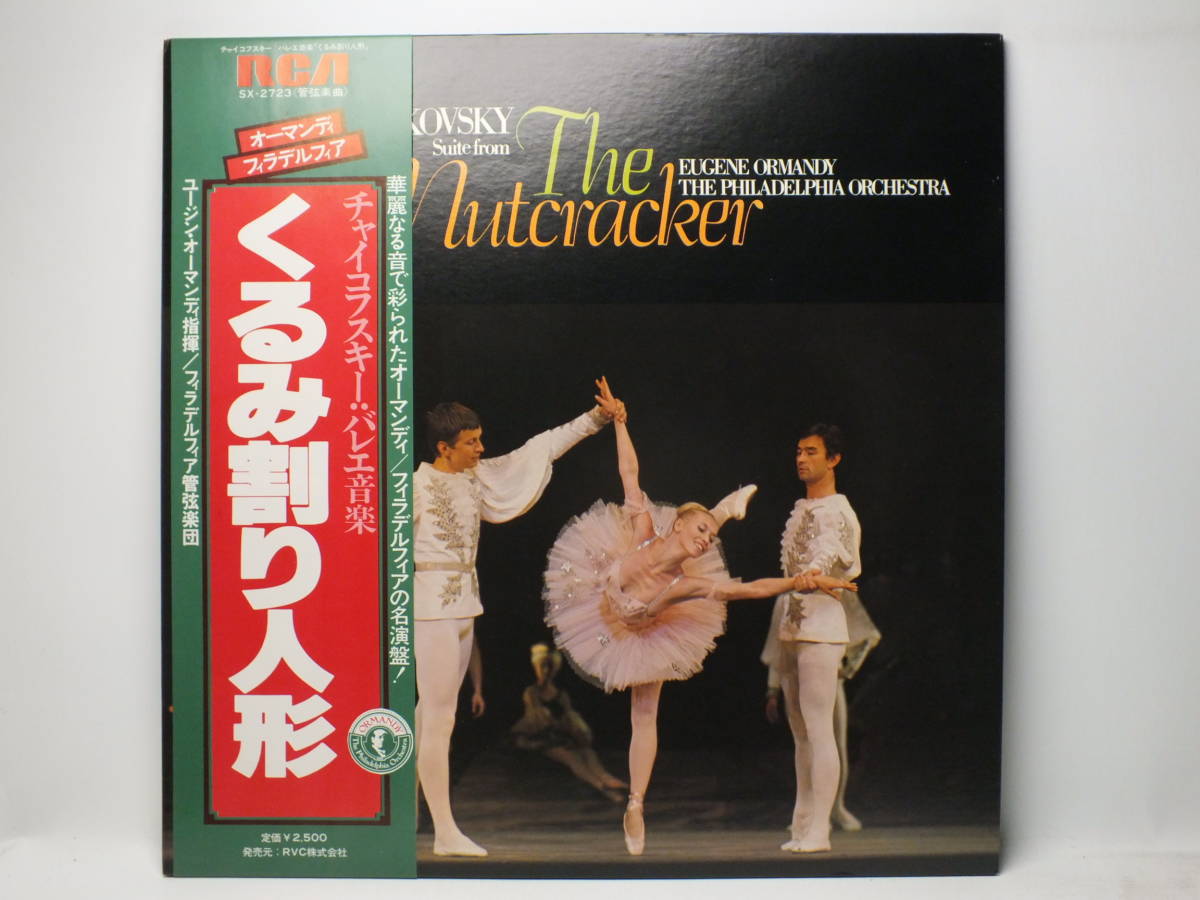 チャイコフスキー「バレエ音楽"くるみ割り人形」
RCA
SX-2723〈管弦楽曲〉
オーマンディ
フィラデルフィア
華麗なる音で彩られたオーマンディ/フィラデルフィアの名演盤!
チャイコフスキー:バレエ音楽
くるみ割り人形
ユージン・オーマンディ指揮/フィラデルフィア管弦楽団
ORMANDY
The Philadelphia Orchestra
定価¥2,500
発売元:RVC株式会社
KOVSKY
Suite from
The
Nutcracker
EUGENE ORMANDY
THE PHILADELPHIA ORCHESTRA